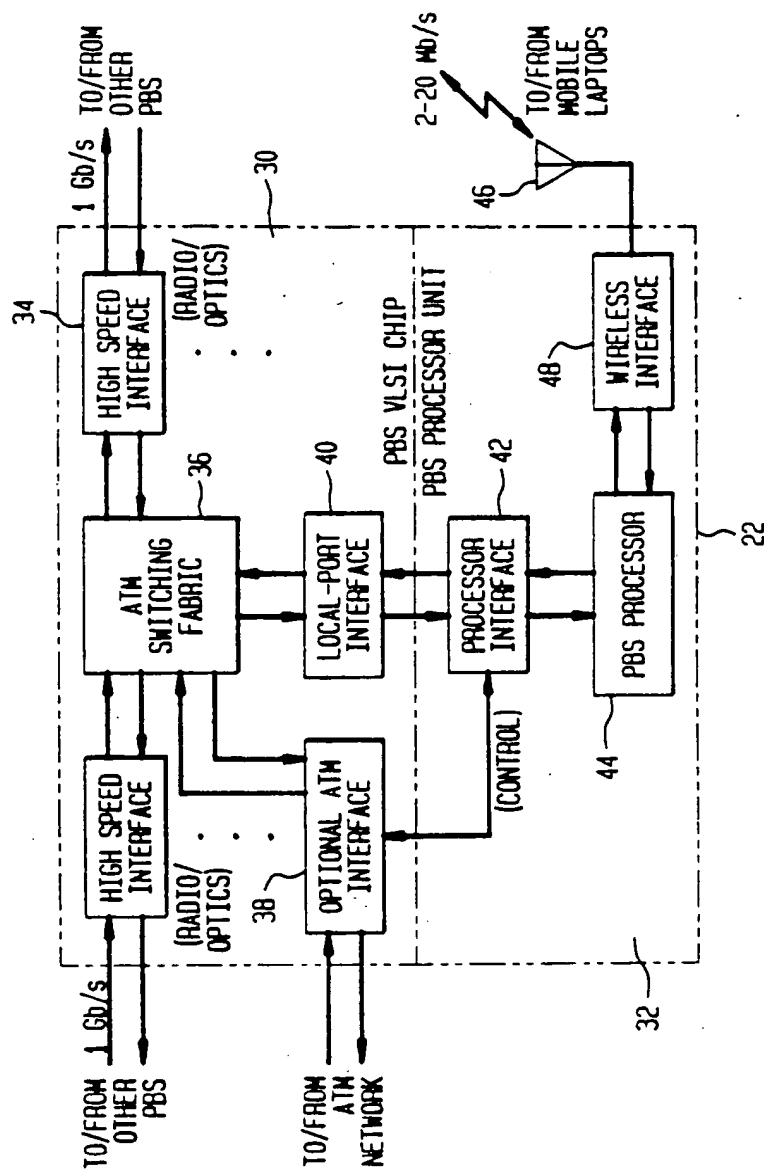 TO/FROM
OTHER
PBS
1 Gb/s
HIGH SPEED
INTERFACE
(RADIO/
OPTICS)
ATM
SWITCHING
FABRIC
36
34
HIGH SPEED
INTERFACE
(RADIO/
OPTICS)
1 Gb/s
TO/FROM
OTHER
PBS
30
TO/FROM
ATM
NETWORK
38
OPTIONAL ATM
INTERFACE
40
LOCAL-PORT
INTERFACE
PBS VLSI CHIP
PBS PROCESSOR UNIT
(CONTROL)
42
PROCESSOR
INTERFACE
44
PBS PROCESSOR
48
WIRELESS
INTERFACE
46
2-20 Mb/s
TO/FROM
MOBILE
LAPTOPS
32
22